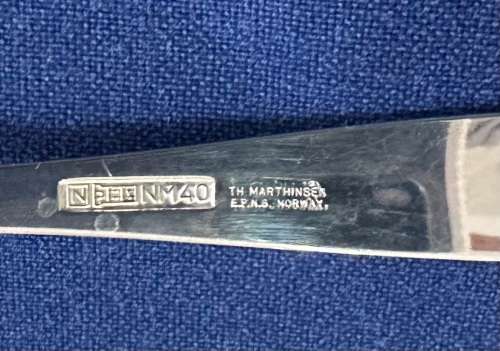 N NM40
TH MARTHINSEN
E.P.N.S. NORWAY.